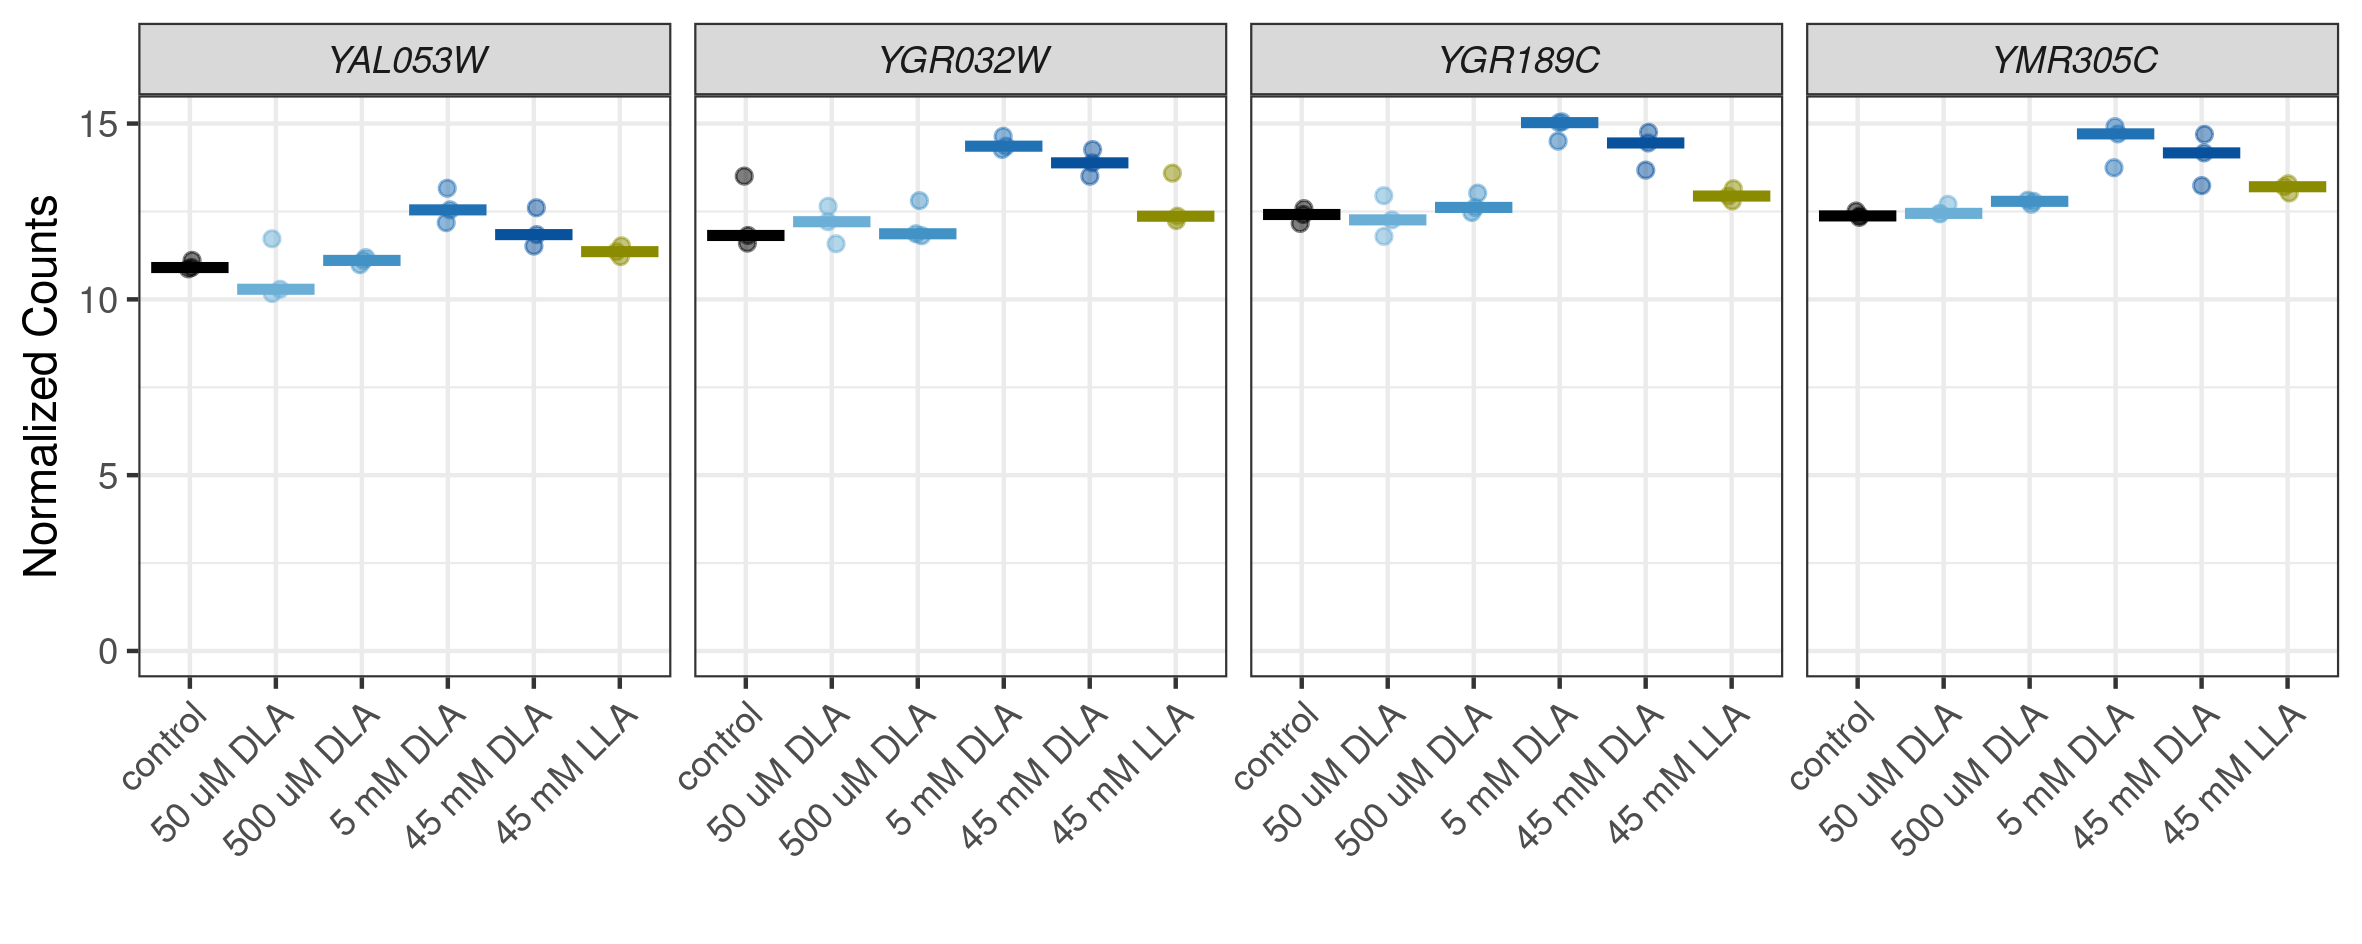 YAL053W
YGR032W
YGR189C
YMR305C
Normalized Counts
15
10
5
0
control
50 uM DLA
500 uM DLA
5 mM DLA
45 mM DLA
45 mM LLA
control
50 uM DLA
500 uM DLA
5 mM DLA
45 mM DLA
45 mM LLA
control
50 uM DLA
500 uM DLA
5 mM DLA
45 mM DLA
45 mM LLA
control
50 uM DLA
500 uM DLA
5 mM DLA
45 mM DLA
45 mM LLA